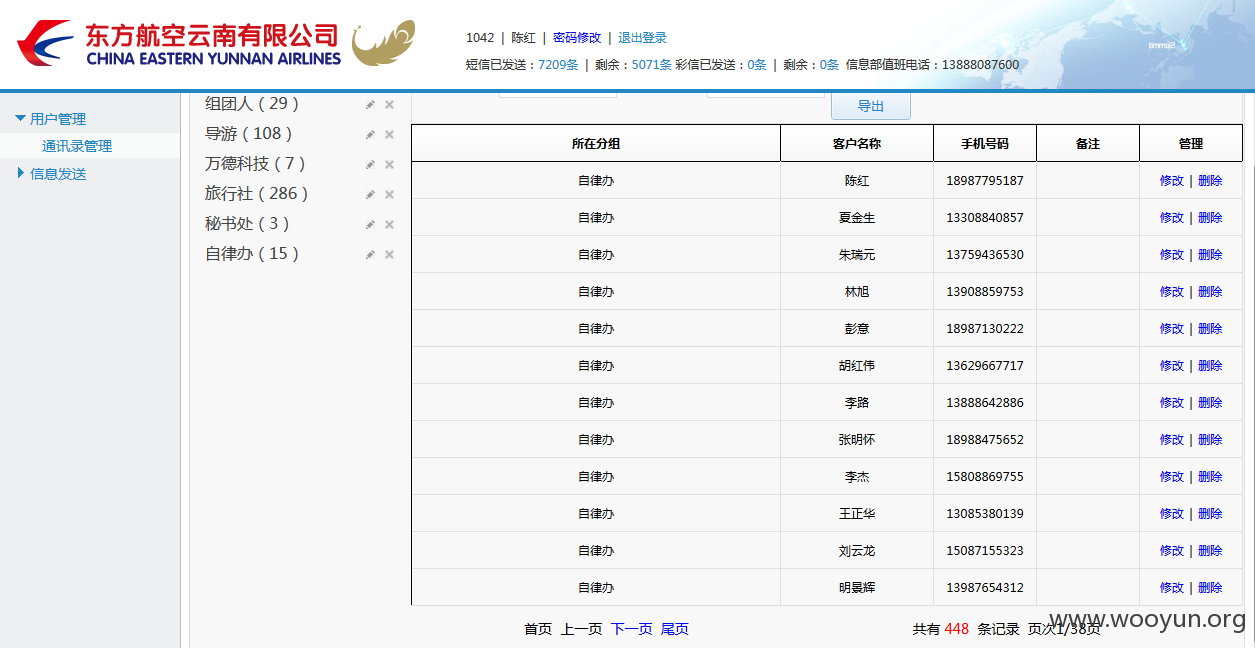 东方航空云南有限公司
CHINA EASTERN YUNNAN AIRLINES
1042 | 陈红 | 密码修改 | 退出登录
短信已发送：7209条 | 剩余：5071条 彩信已发送：0条 | 剩余：0条 信息部值班电话：13888087600
用户管理
通讯录管理
信息发送
组团人（29）
导游（108）
万德科技（7）
旅行社（286）
秘书处（3）
自律办（15）
导出
所在分组 客户名称 手机号码 备注 管理
自律办 陈红 18987795187 修改 | 删除
自律办 夏金生 13308840857 修改 | 删除
自律办 朱瑞元 13759436530 修改 | 删除
自律办 林旭 13908859753 修改 | 删除
自律办 彭意 18987130222 修改 | 删除
自律办 胡红伟 13629667717 修改 | 删除
自律办 李路 13888642886 修改 | 删除
自律办 张明怀 18988475652 修改 | 删除
自律办 李杰 15808869755 修改 | 删除
自律办 王正华 13085380139 修改 | 删除
自律办 刘云龙 15087155323 修改 | 删除
自律办 明景辉 13987654312 修改 | 删除
首页 上一页 下一页 尾页
共有 448 条记录 页次1/38页
www.wooyun.org